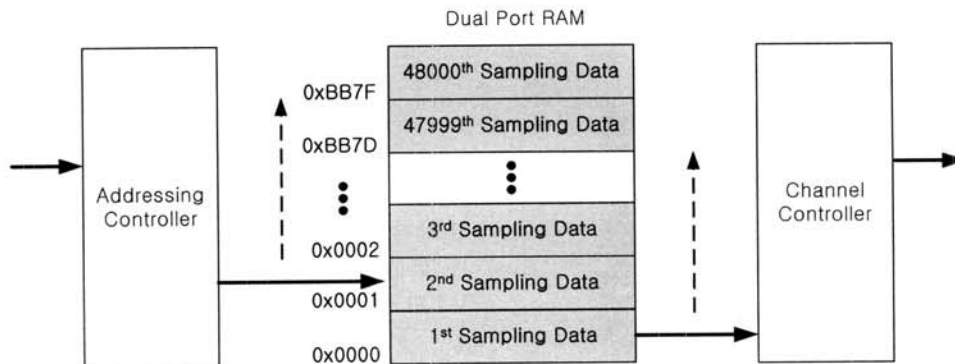 Dual Port RAM
48000th Sampling Data
0xBB7F
47999th Sampling Data
0xBB7D
Addressing
Controller
Channel
Controller
3rd Sampling Data
0x0002
2nd Sampling Data
0x0001
1st Sampling Data
0x0000